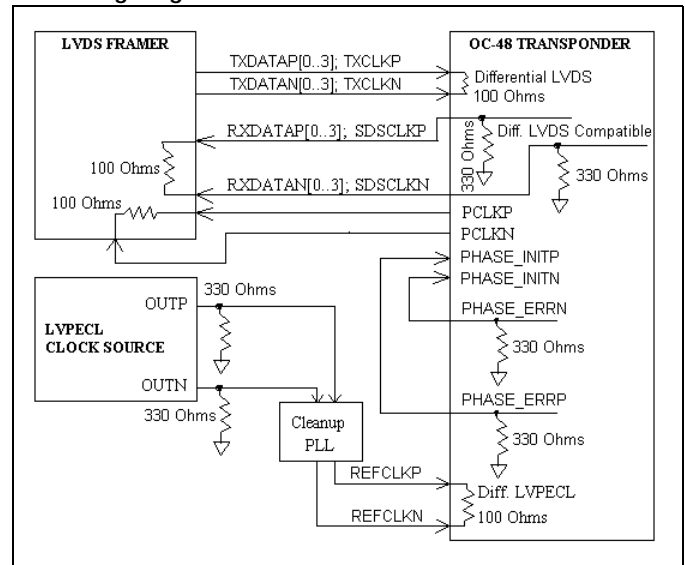 LVDS FRAMER
OC-48 TRANSPONDER
TXDATAP[0..3]; TXCLKP
TXDATAN[0..3]; TXCLKN
Differential LVDS
100 Ohms
RXDATAP[0..3]; SDSCLKP
Diff. LVDS Compatible
330 Ohms
330 Ohms
100 Ohms
RXDATAN[0..3]; SDSCLKN
100 Ohms
PCLKP
PCLKN
PHASE_INITP
PHASE_INITN
330 Ohms
OUTP
LVPECL
CLOCK SOURCE
PHASE_ERRN
330 Ohms
OUTN
330 Ohms
PHASE_ERRP
330 Ohms
Cleanup
PLL
REFCLKP
Diff. LVPECL
REFCLKN
100 Ohms